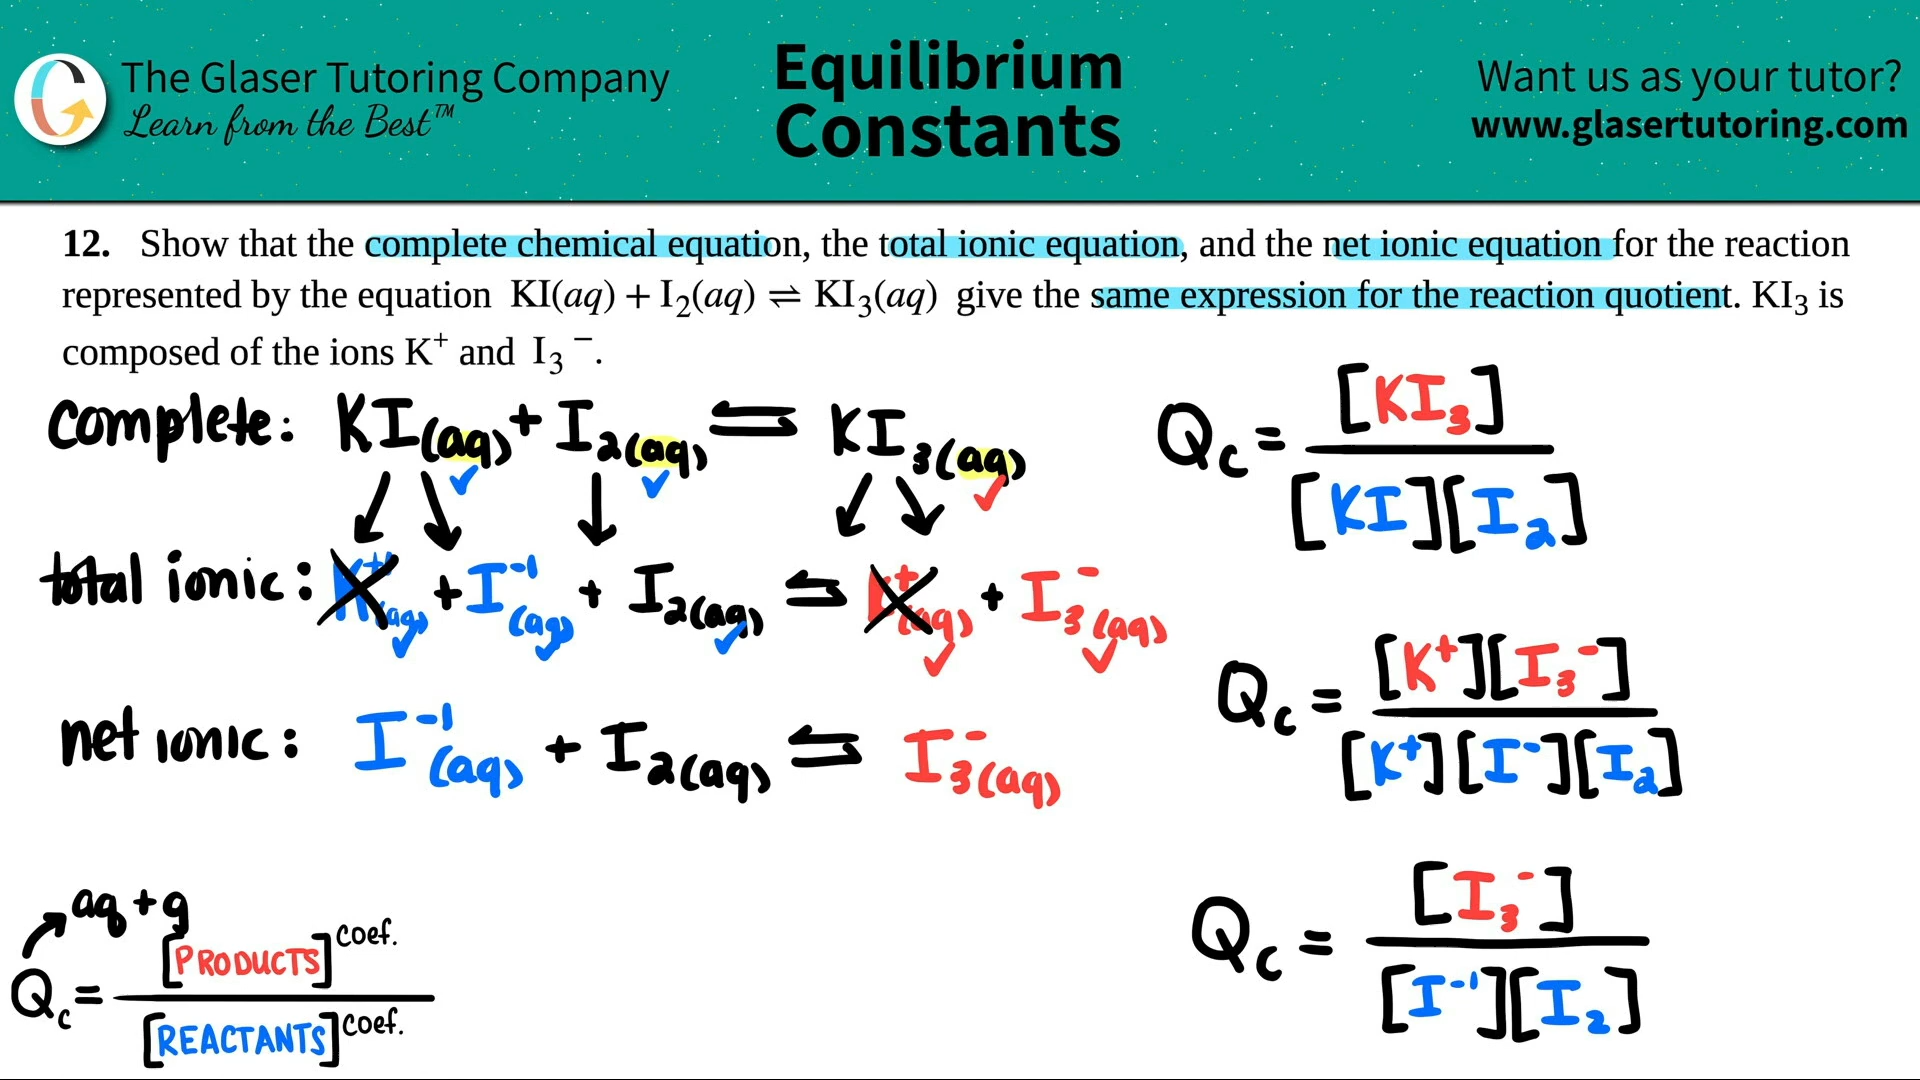 The Glaser Tutoring Company
Learn from the Best™
Equilibrium
Constants
Want us as your tutor?
www.glasertutoring.com
12. Show that the complete chemical equation, the total ionic equation, and the net ionic equation for the reaction
represented by the equation KI(aq) + I₂(aq) ⇌ KI₃(aq) give the same expression for the reaction quotient. KI₃ is
composed of the ions K⁺ and I₃⁻.
complete: KI(aq) + I₂(aq) ⇌ KI₃(aq)
Qc = [KI₃] / [KI][I₂]
total ionic: K⁺(aq) + I⁻¹(aq) + I₂(aq) ⇌ K⁺(aq) + I₃⁻(aq)
Qc = [K⁺][I₃⁻] / [K⁺][I⁻][I₂]
net ionic: I⁻¹(aq) + I₂(aq) ⇌ I₃⁻(aq)
Qc = [I₃⁻] / [I⁻¹][I₂]
aq + g
Qc = [PRODUCTS]coef. / [REACTANTS]coef.